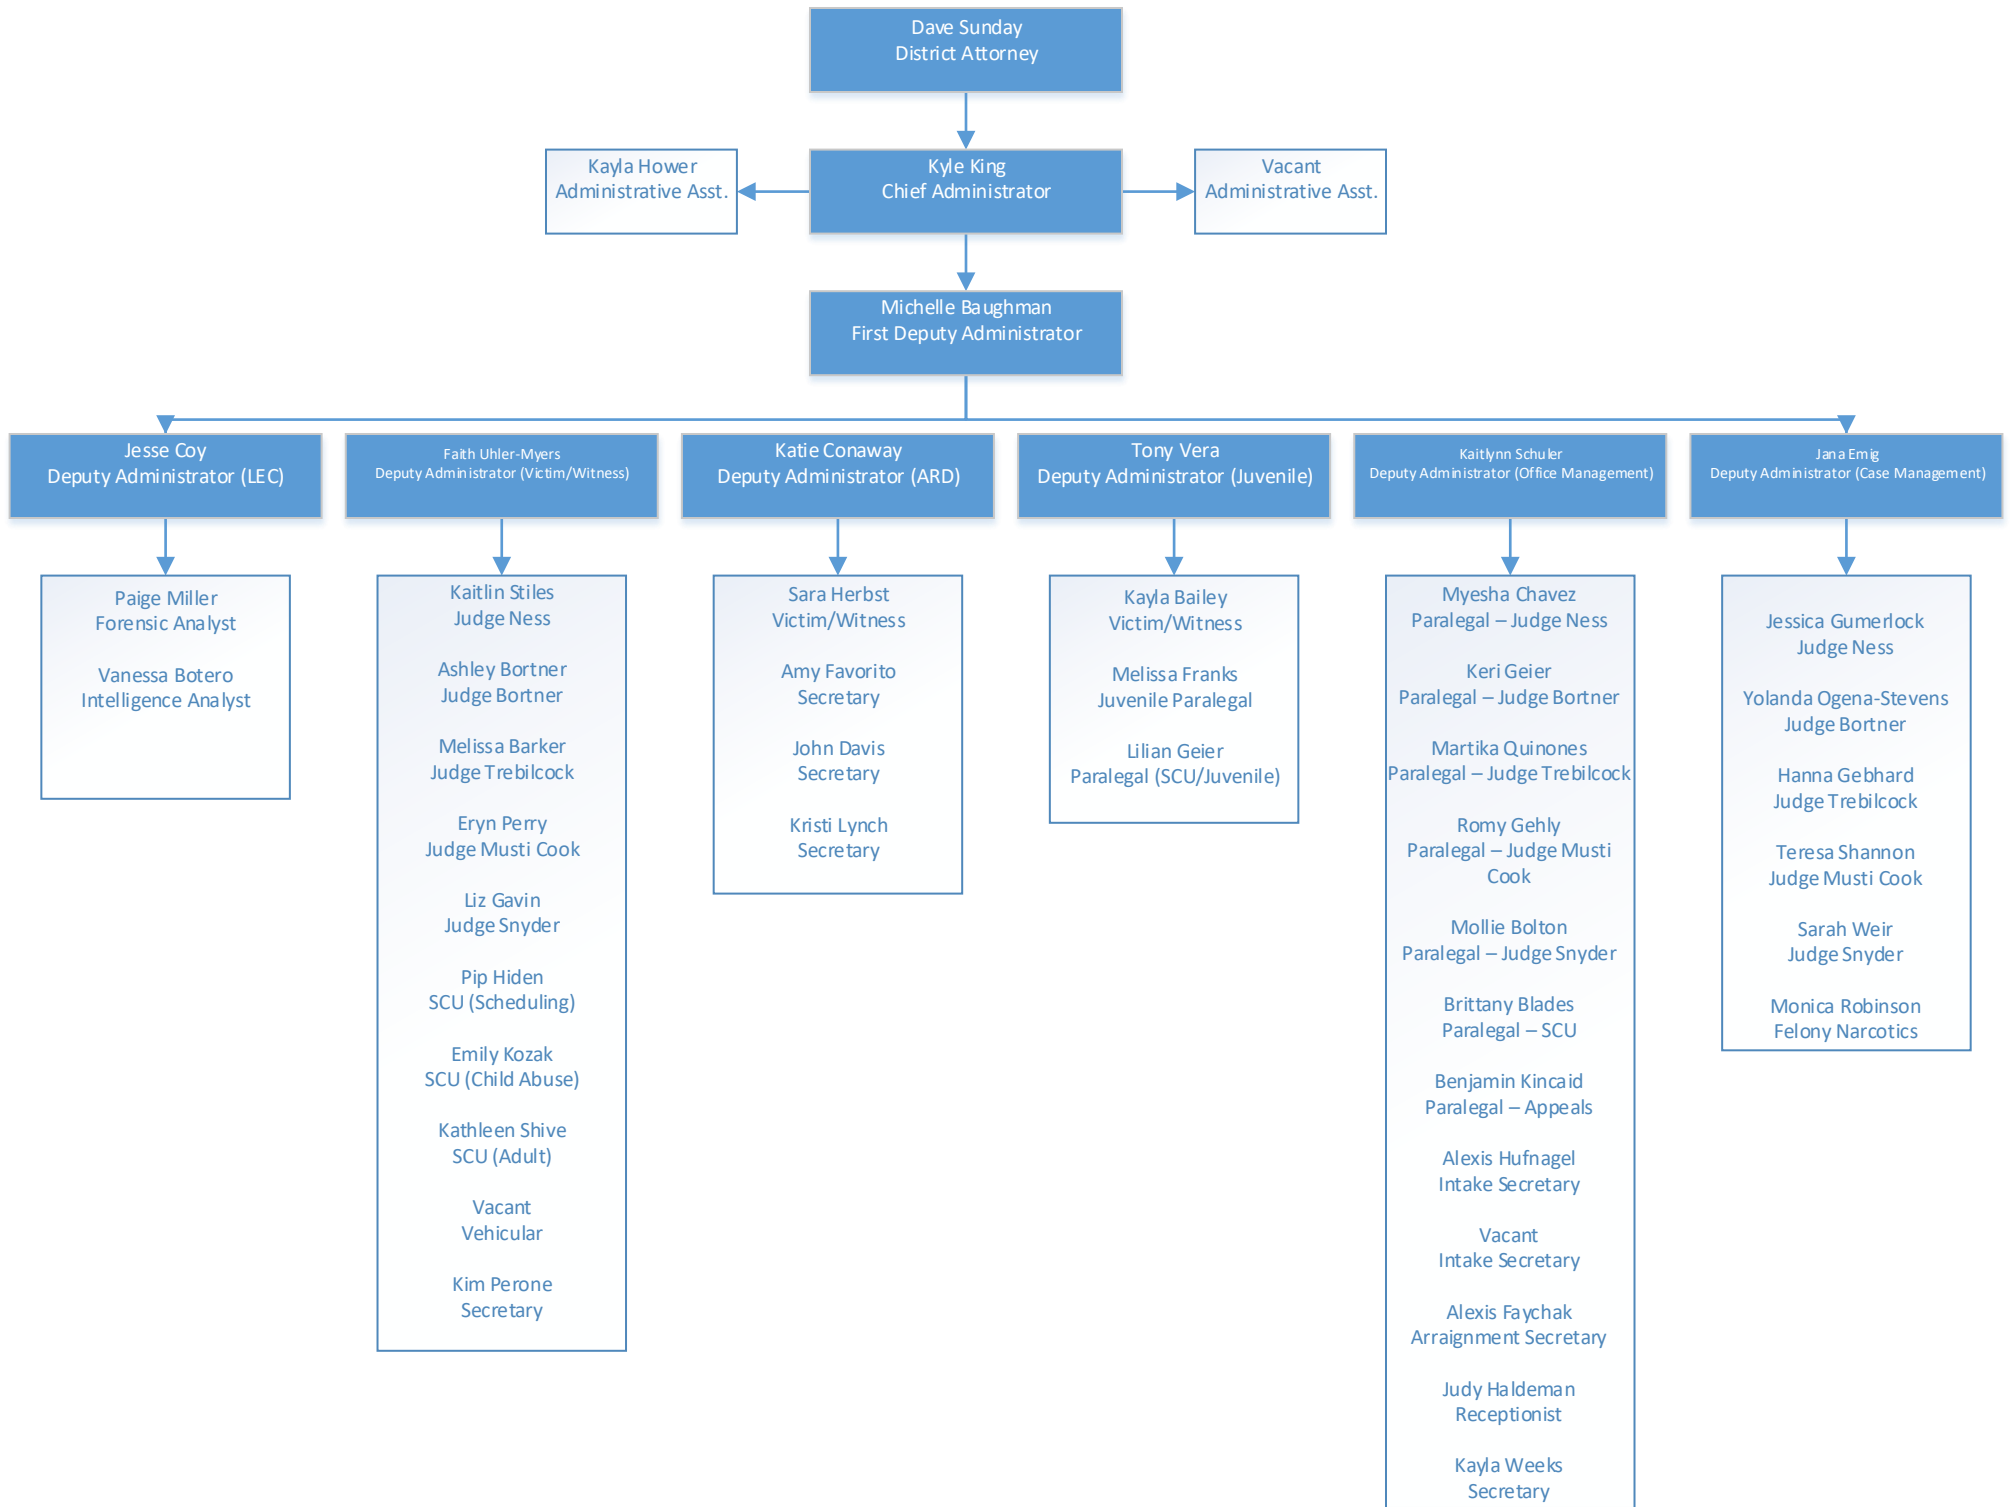 Dave Sunday
District Attorney
Kayla Hower
Administrative Asst.
Kyle King
Chief Administrator
Vacant
Administrative Asst.
Michelle Baughman
First Deputy Administrator
Jesse Coy
Deputy Administrator (LEC)
Faith Uhler-Myers
Deputy Administrator (Victim/Witness)
Katie Conaway
Deputy Administrator (ARD)
Tony Vera
Deputy Administrator (Juvenile)
Kaitlynn Schuler
Deputy Administrator (Office Management)
Jana Emig
Deputy Administrator (Case Management)
Paige Miller
Forensic Analyst
Vanessa Botero
Intelligence Analyst
Kaitlin Stiles
Judge Ness
Ashley Bortner
Judge Bortner
Melissa Barker
Judge Trebilcock
Eryn Perry
Judge Musti Cook
Liz Gavin
Judge Snyder
Pip Hiden
SCU (Scheduling)
Emily Kozak
SCU (Child Abuse)
Kathleen Shive
SCU (Adult)
Vacant
Vehicular
Kim Perone
Secretary
Sara Herbst
Victim/Witness
Amy Favorito
Secretary
John Davis
Secretary
Kristi Lynch
Secretary
Kayla Bailey
Victim/Witness
Melissa Franks
Juvenile Paralegal
Lilian Geier
Paralegal (SCU/Juvenile)
Myesha Chavez
Paralegal – Judge Ness
Keri Geier
Paralegal – Judge Bortner
Martika Quinones
Paralegal – Judge Trebilcock
Romy Gehly
Paralegal – Judge Musti
Cook
Mollie Bolton
Paralegal – Judge Snyder
Brittany Blades
Paralegal – SCU
Benjamin Kincaid
Paralegal – Appeals
Alexis Hufnagel
Intake Secretary
Vacant
Intake Secretary
Alexis Faychak
Arraignment Secretary
Judy Haldeman
Receptionist
Kayla Weeks
Secretary
Jessica Gumerlock
Judge Ness
Yolanda Ogena-Stevens
Judge Bortner
Hanna Gebhard
Judge Trebilcock
Teresa Shannon
Judge Musti Cook
Sarah Weir
Judge Snyder
Monica Robinson
Felony Narcotics